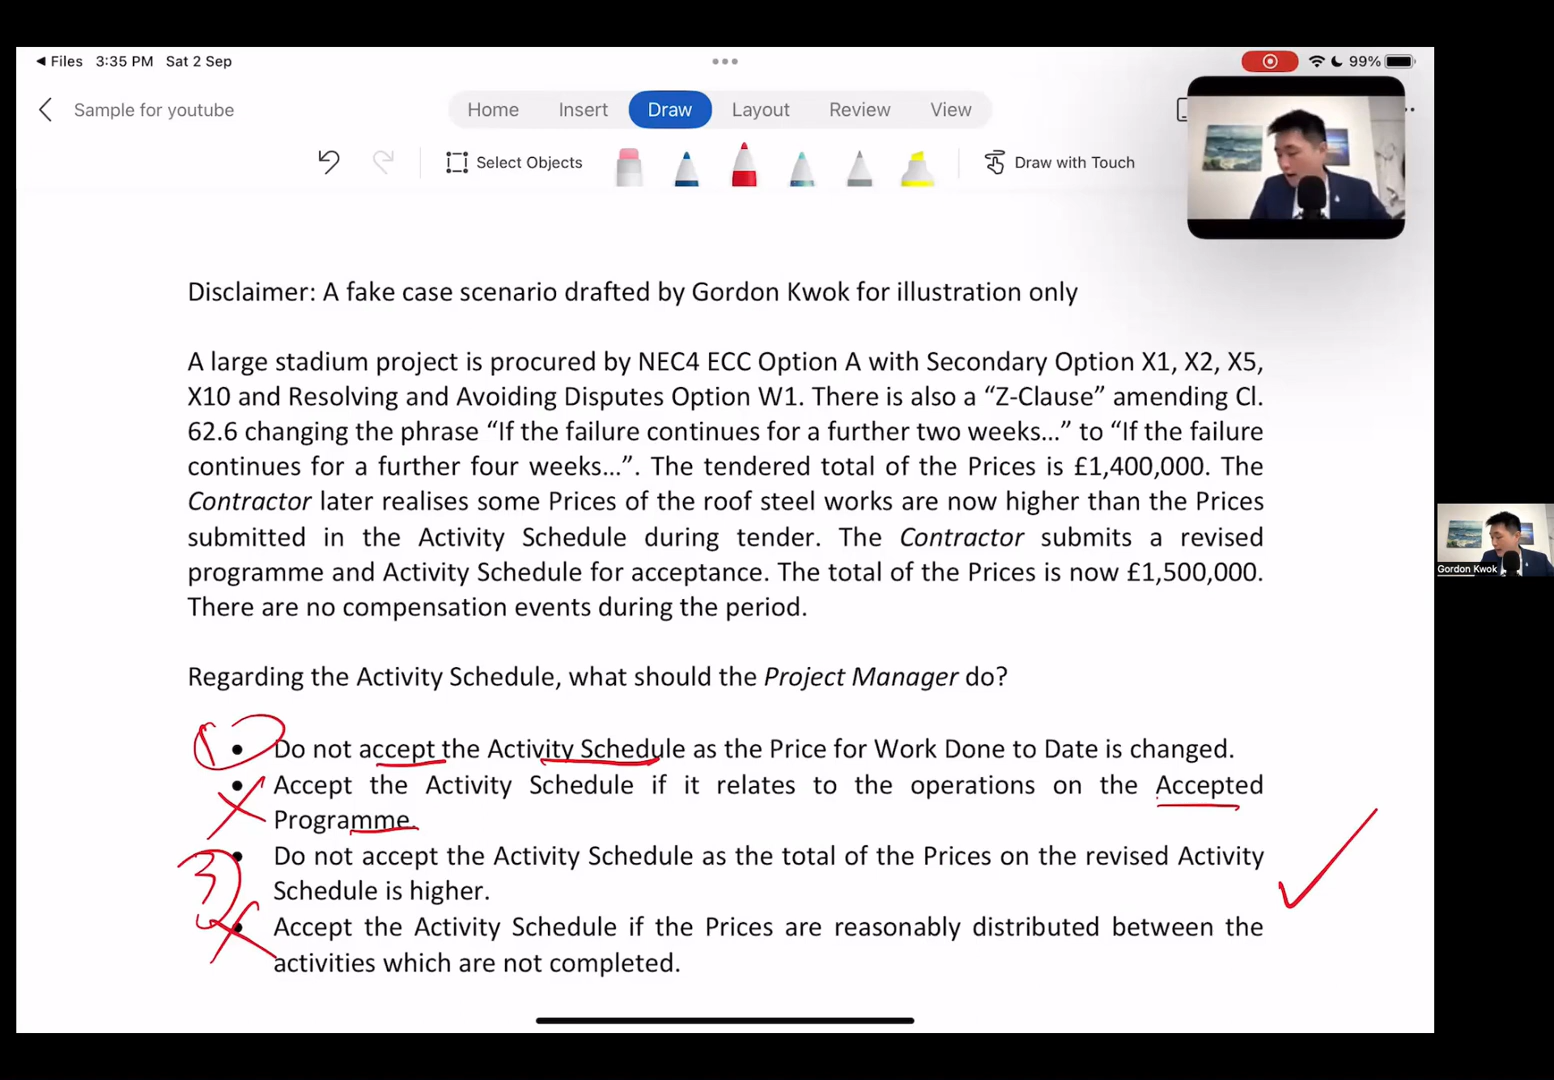 Files 3:35 PM Sat 2 Sep
99%
Sample for youtube
Home Insert Draw Layout Review View
Select Objects
Draw with Touch
Disclaimer: A fake case scenario drafted by Gordon Kwok for illustration only
A large stadium project is procured by NEC4 ECC Option A with Secondary Option X1, X2, X5,
X10 and Resolving and Avoiding Disputes Option W1. There is also a “Z-Clause” amending Cl.
62.6 changing the phrase “If the failure continues for a further two weeks...” to “If the failure
continues for a further four weeks...”. The tendered total of the Prices is £1,400,000. The
Contractor later realises some Prices of the roof steel works are now higher than the Prices
submitted in the Activity Schedule during tender. The Contractor submits a revised
programme and Activity Schedule for acceptance. The total of the Prices is now £1,500,000.
There are no compensation events during the period.
Gordon Kwok
Regarding the Activity Schedule, what should the Project Manager do?
1
• Do not accept the Activity Schedule as the Price for Work Done to Date is changed.
• Accept the Activity Schedule if it relates to the operations on the Accepted
Programme.
3
• Do not accept the Activity Schedule as the total of the Prices on the revised Activity
Schedule is higher.
• Accept the Activity Schedule if the Prices are reasonably distributed between the
activities which are not completed.